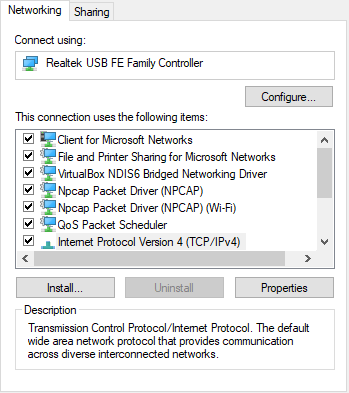 Networking Sharing
Connect using:
Realtek USB FE Family Controller
Configure...
This connection uses the following items:
Client for Microsoft Networks
File and Printer Sharing for Microsoft Networks
VirtualBox NDIS6 Bridged Networking Driver
Npcap Packet Driver (NPCAP)
Npcap Packet Driver (NPCAP) (Wi-Fi)
QoS Packet Scheduler
Internet Protocol Version 4 (TCP/IPv4)
Install... Uninstall Properties
Description
Transmission Control Protocol/Internet Protocol. The default
wide area network protocol that provides communication
across diverse interconnected networks.